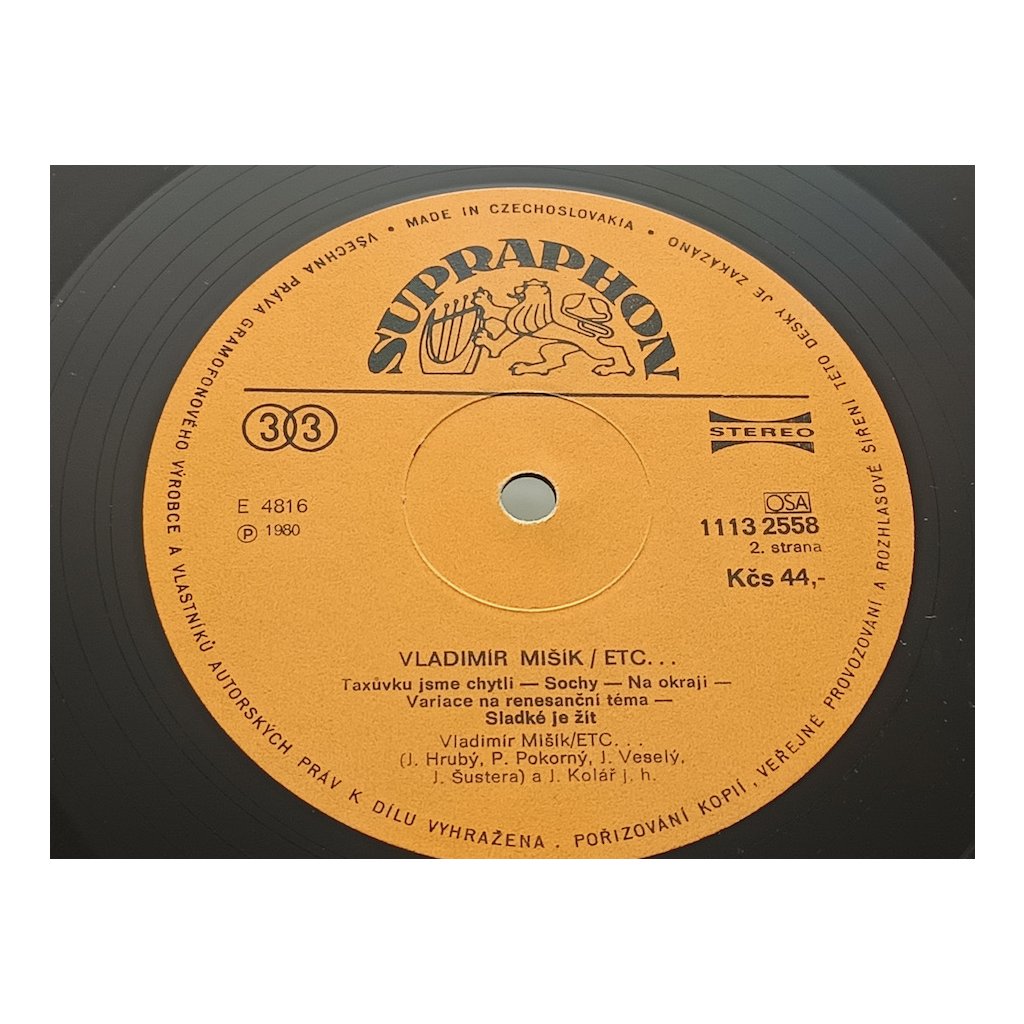 VŠECHNA PRÁVA GRAMOFONOVÉHO VÝROBCE A VLASTNÍKŮ AUTORSKÝCH PRÁV K DÍLU VYHRAŽENA . POŘIZOVÁNÍ KOPIÍ, VEŘEJNÉ PROVOZOVÁNÍ A ROZHLASOVÉ ŠÍŘENÍ TÉTO DESKY JE ZAKÁZÁNO • MADE IN CZECHOSLOVAKIA •
SUPRAPHON
33
STEREO
E 4816
Ⓟ 1980
OSA
1113 2558
2. strana
Kčs 44,-
VLADIMÍR MIŠÍK / ETC...
Taxůvku jsme chytli — Sochy — Na okraji —
Variace na renesanční téma —
Sladké je žít
Vladimír Mišík/ETC...
(J. Hrubý, P. Pokorný, J. Veselý,
J. Šustera) a J. Kolář j. h.